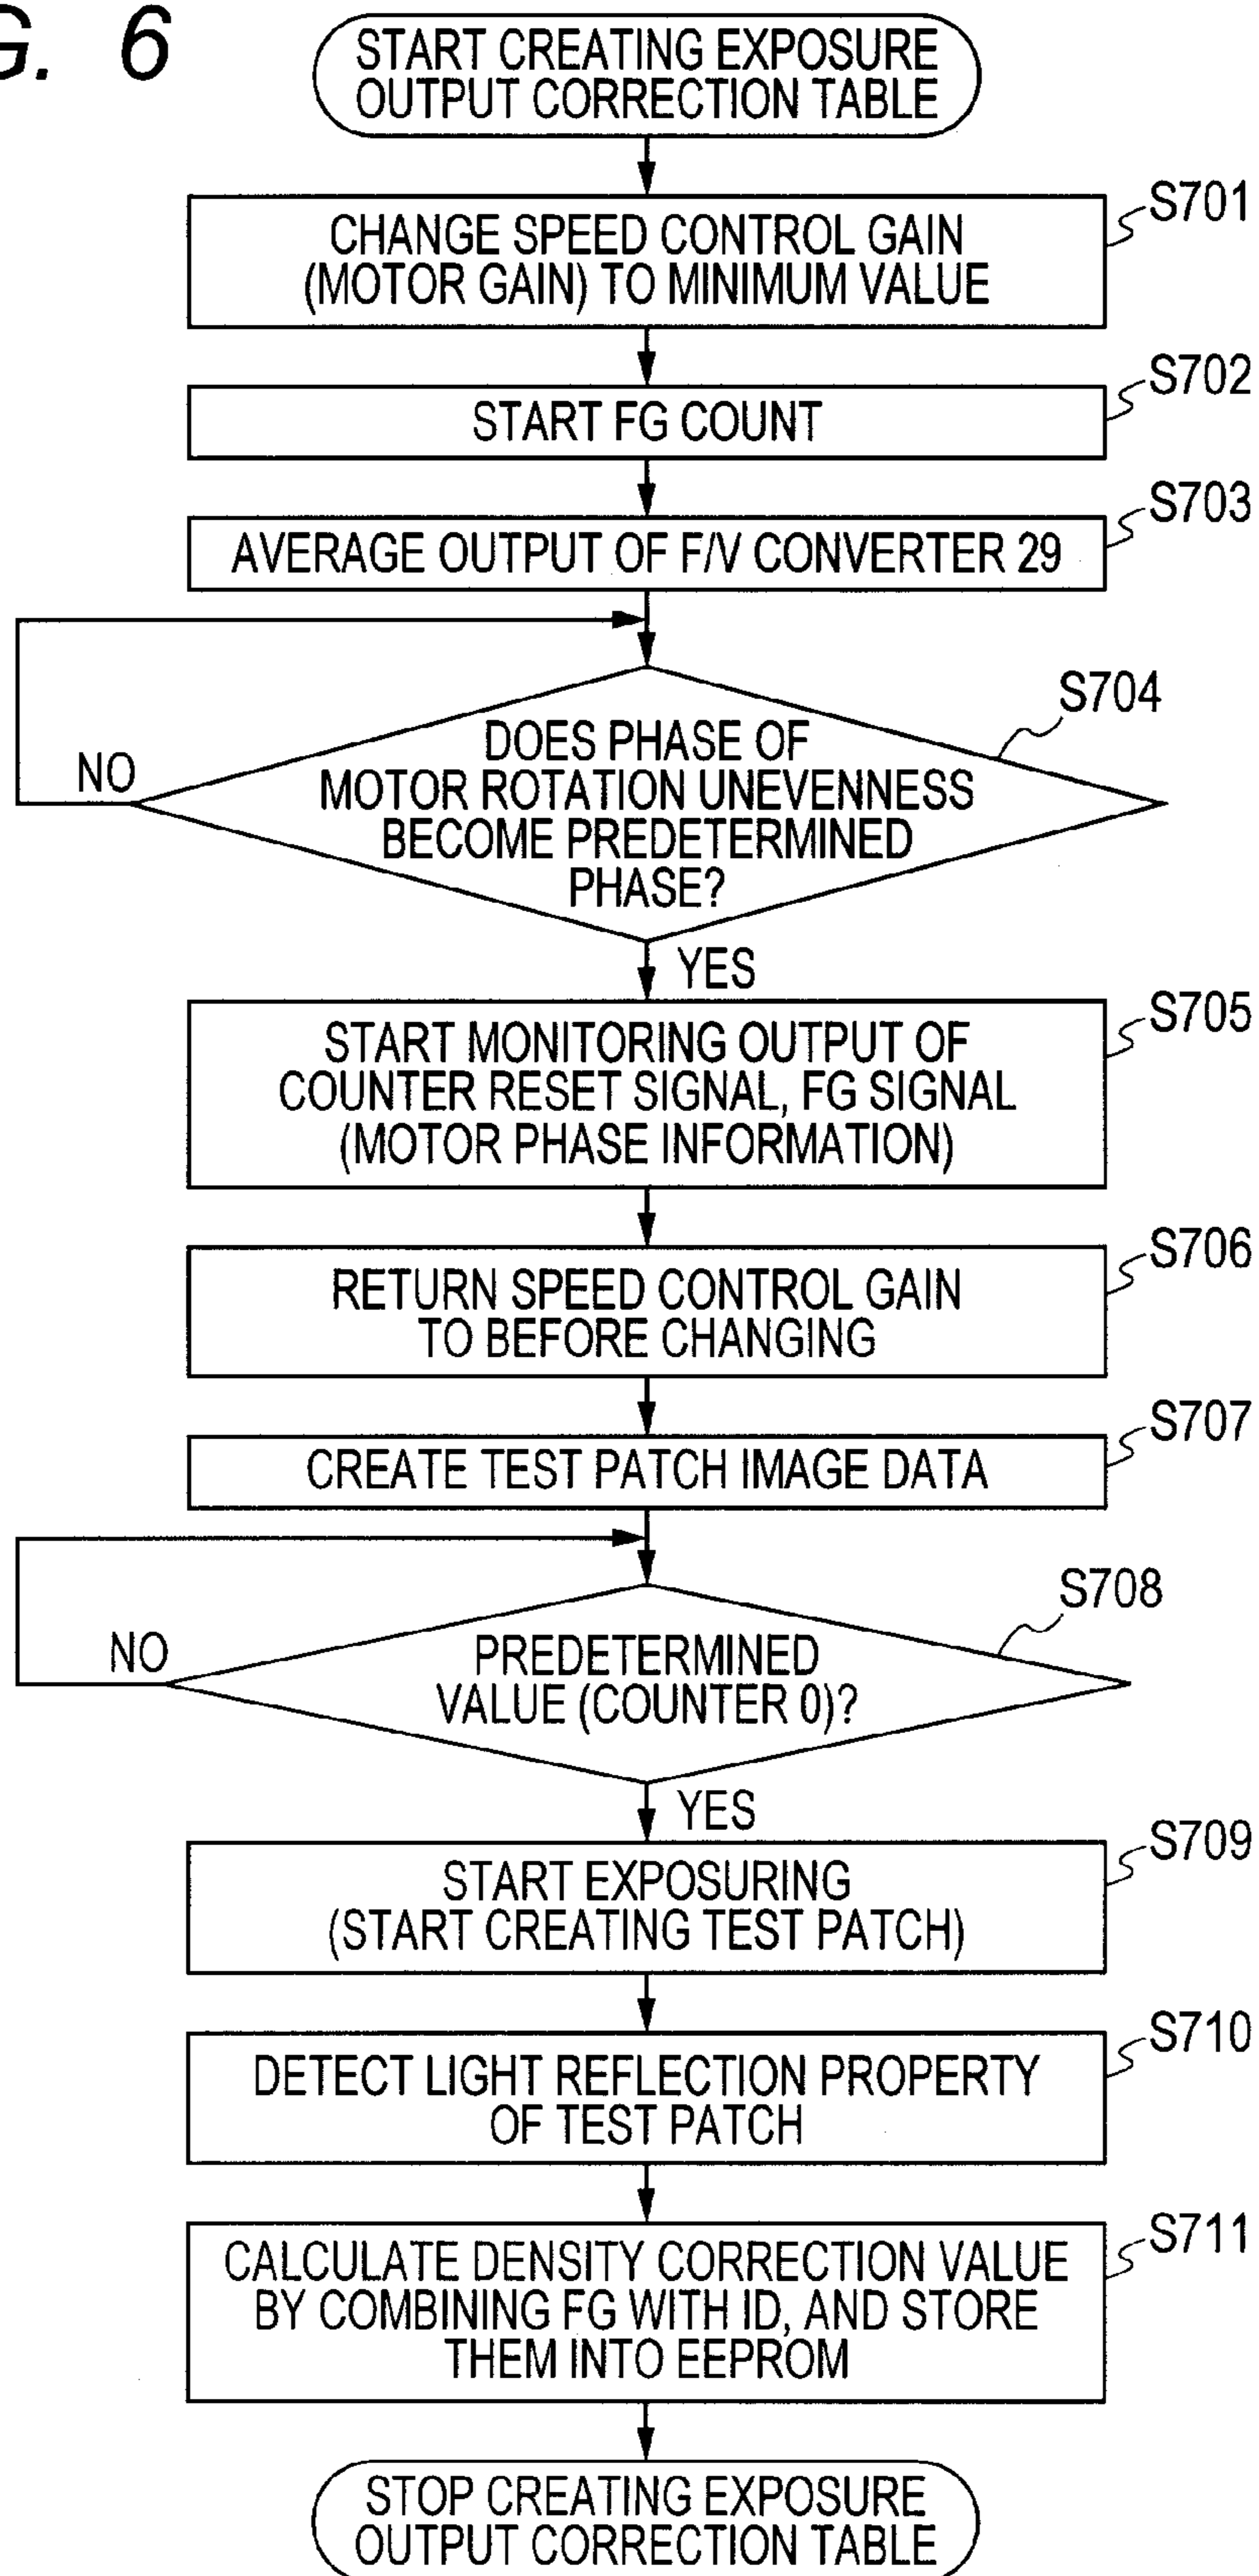 G. 6
START CREATING EXPOSURE
OUTPUT CORRECTION TABLE
S701
CHANGE SPEED CONTROL GAIN
(MOTOR GAIN) TO MINIMUM VALUE
S702
START FG COUNT
S703
AVERAGE OUTPUT OF F/V CONVERTER 29
S704
NO
DOES PHASE OF
MOTOR ROTATION UNEVENNESS
BECOME PREDETERMINED
PHASE?
YES
S705
START MONITORING OUTPUT OF
COUNTER RESET SIGNAL, FG SIGNAL
(MOTOR PHASE INFORMATION)
S706
RETURN SPEED CONTROL GAIN
TO BEFORE CHANGING
S707
CREATE TEST PATCH IMAGE DATA
S708
NO
PREDETERMINED
VALUE (COUNTER 0)?
YES
S709
START EXPOSURING
(START CREATING TEST PATCH)
S710
DETECT LIGHT REFLECTION PROPERTY
OF TEST PATCH
S711
CALCULATE DENSITY CORRECTION VALUE
BY COMBINING FG WITH ID, AND STORE
THEM INTO EEPROM
STOP CREATING EXPOSURE
OUTPUT CORRECTION TABLE